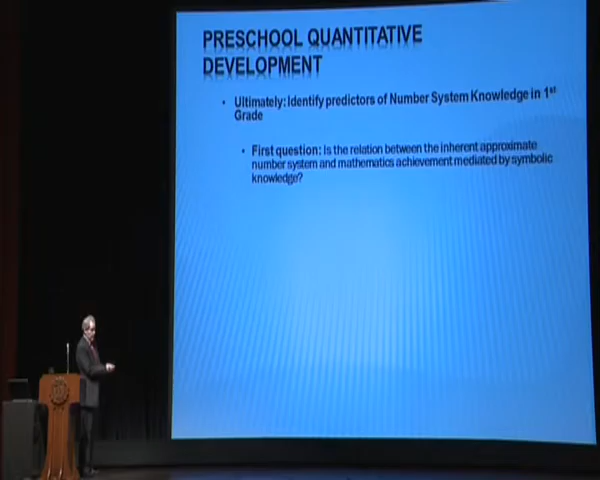 PRESCHOOL QUANTITATIVE
DEVELOPMENT
• Ultimately: Identify predictors of Number System Knowledge in 1st
Grade
• First question: Is the relation between the inherent approximate
number system and mathematics achievement mediated by symbolic
knowledge?